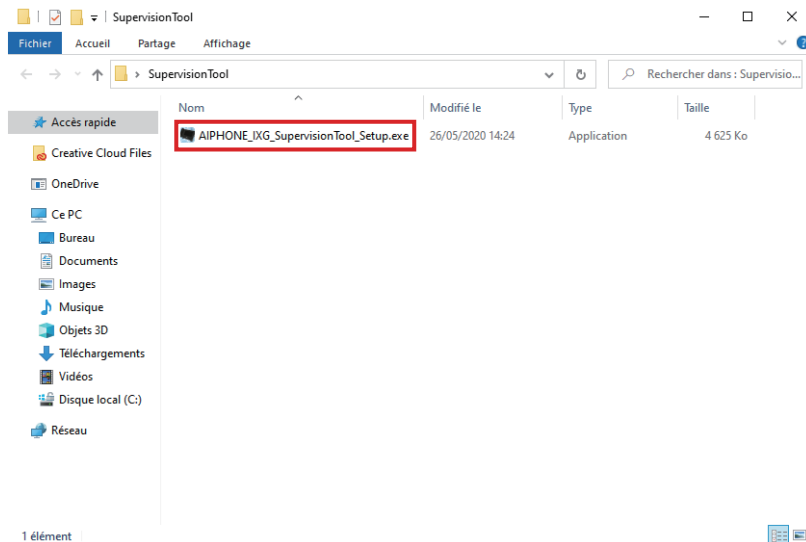 SupervisionTool
Fichier Accueil Partage Affichage
SupervisionTool Rechercher dans : Supervisio...
Nom Modifié le Type Taille
AIPHONE_IXG_SupervisionTool_Setup.exe 26/05/2020 14:24 Application 4 625 Ko
Accès rapide
Creative Cloud Files
OneDrive
Ce PC
Bureau
Documents
Images
Musique
Objets 3D
Téléchargements
Vidéos
Disque local (C:)
Réseau
1 élément